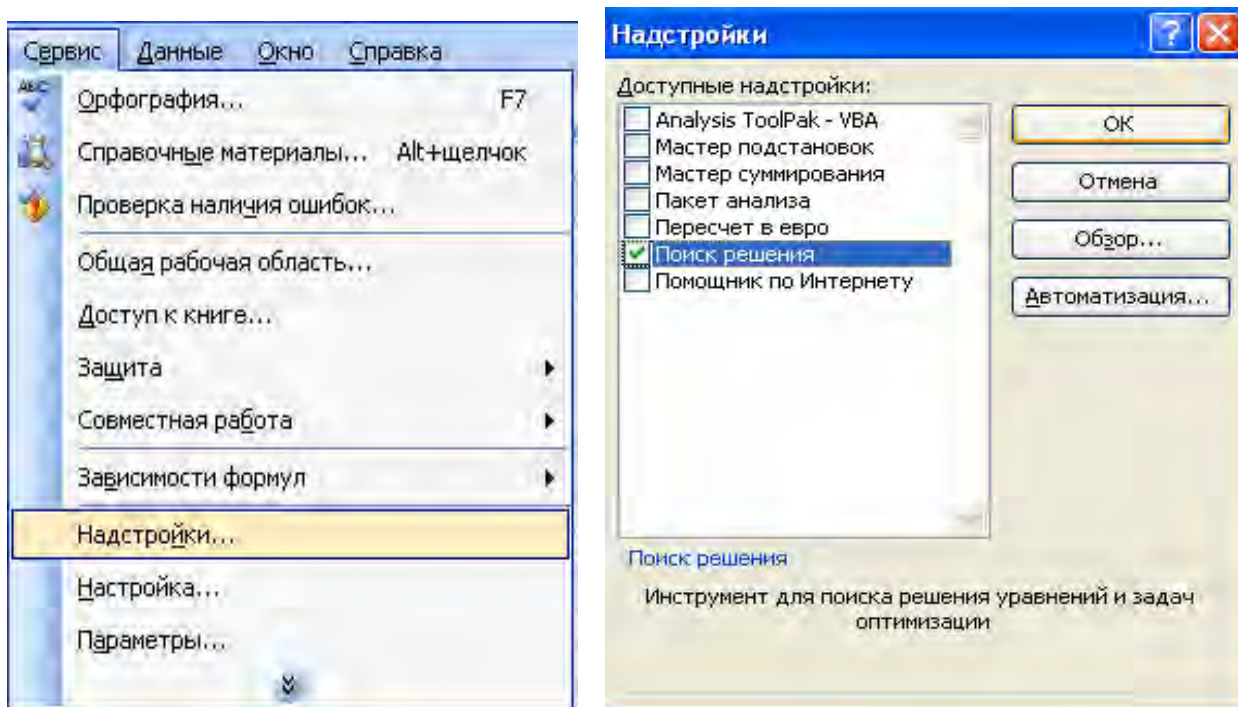 Сервис Данные Окно Справка
ABC
Орфография... F7
Справочные материалы... Alt+щелчок
Проверка наличия ошибок...
Общая рабочая область...
Доступ к книге...
Защита
Совместная работа
Зависимости формул
Надстройки...
Настройка...
Параметры...
Надстройки
Доступные надстройки:
Analysis ToolPak - VBA
Мастер подстановок
Мастер суммирования
Пакет анализа
Пересчет в евро
Поиск решения
Помощник по Интернету
ОК
Отмена
Обзор...
Автоматизация...
Поиск решения
Инструмент для поиска решения уравнений и задач
оптимизации